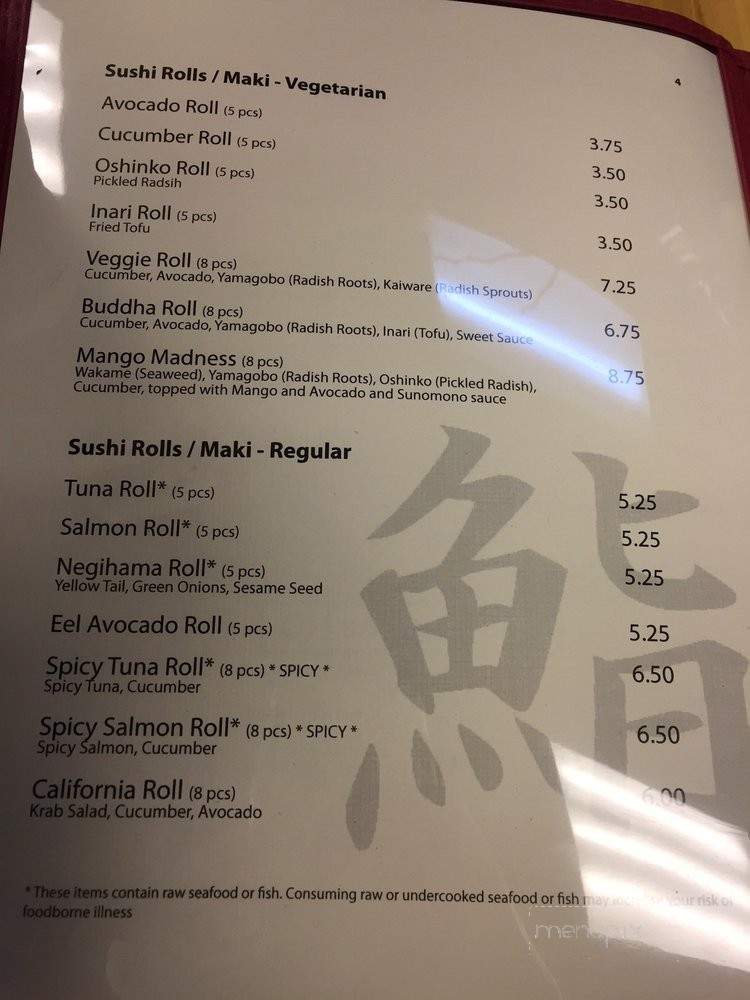 4
Sushi Rolls / Maki - Vegetarian
Avocado Roll (5 pcs) 3.75
Cucumber Roll (5 pcs) 3.50
Oshinko Roll (5 pcs) 3.50
Pickled Radsih
Inari Roll (5 pcs) 3.50
Fried Tofu
Veggie Roll (8 pcs) 7.25
Cucumber, Avocado, Yamagobo (Radish Roots), Kaiware (Radish Sprouts)
Buddha Roll (8 pcs) 6.75
Cucumber, Avocado, Yamagobo (Radish Roots), Inari (Tofu), Sweet Sauce
Mango Madness (8 pcs) 8.75
Wakame (Seaweed), Yamagobo (Radish Roots), Oshinko (Pickled Radish),
Cucumber, topped with Mango and Avocado and Sunomono sauce
Sushi Rolls / Maki - Regular
鮨
Tuna Roll* (5 pcs) 5.25
Salmon Roll* (5 pcs) 5.25
Negihama Roll* (5 pcs) 5.25
Yellow Tail, Green Onions, Sesame Seed
Eel Avocado Roll (5 pcs) 5.25
Spicy Tuna Roll* (8 pcs) * SPICY * 6.50
Spicy Tuna, Cucumber
Spicy Salmon Roll* (8 pcs) * SPICY * 6.50
Spicy Salmon, Cucumber
California Roll (8 pcs) 6.00
Krab Salad, Cucumber, Avocado
* These items contain raw seafood or fish. Consuming raw or undercooked seafood or fish may your risk of
foodborne illness